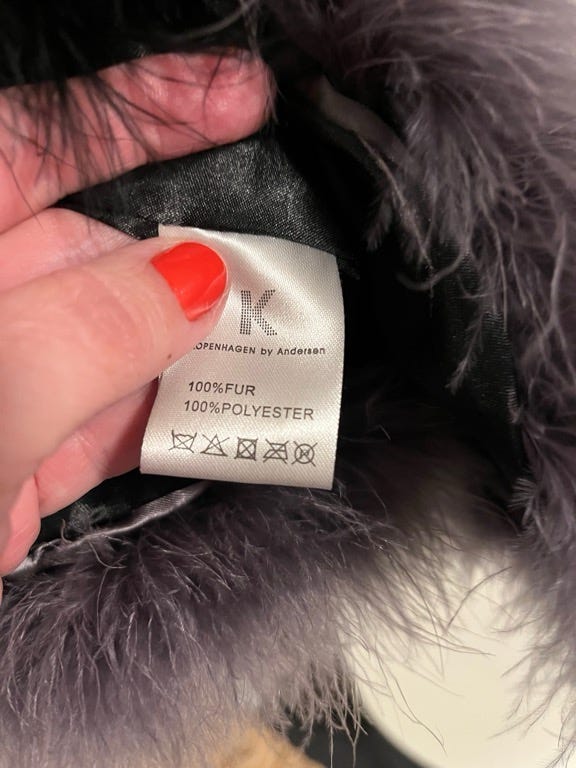 K
OPENHAGEN by Andersen
100%FUR
100%POLYESTER